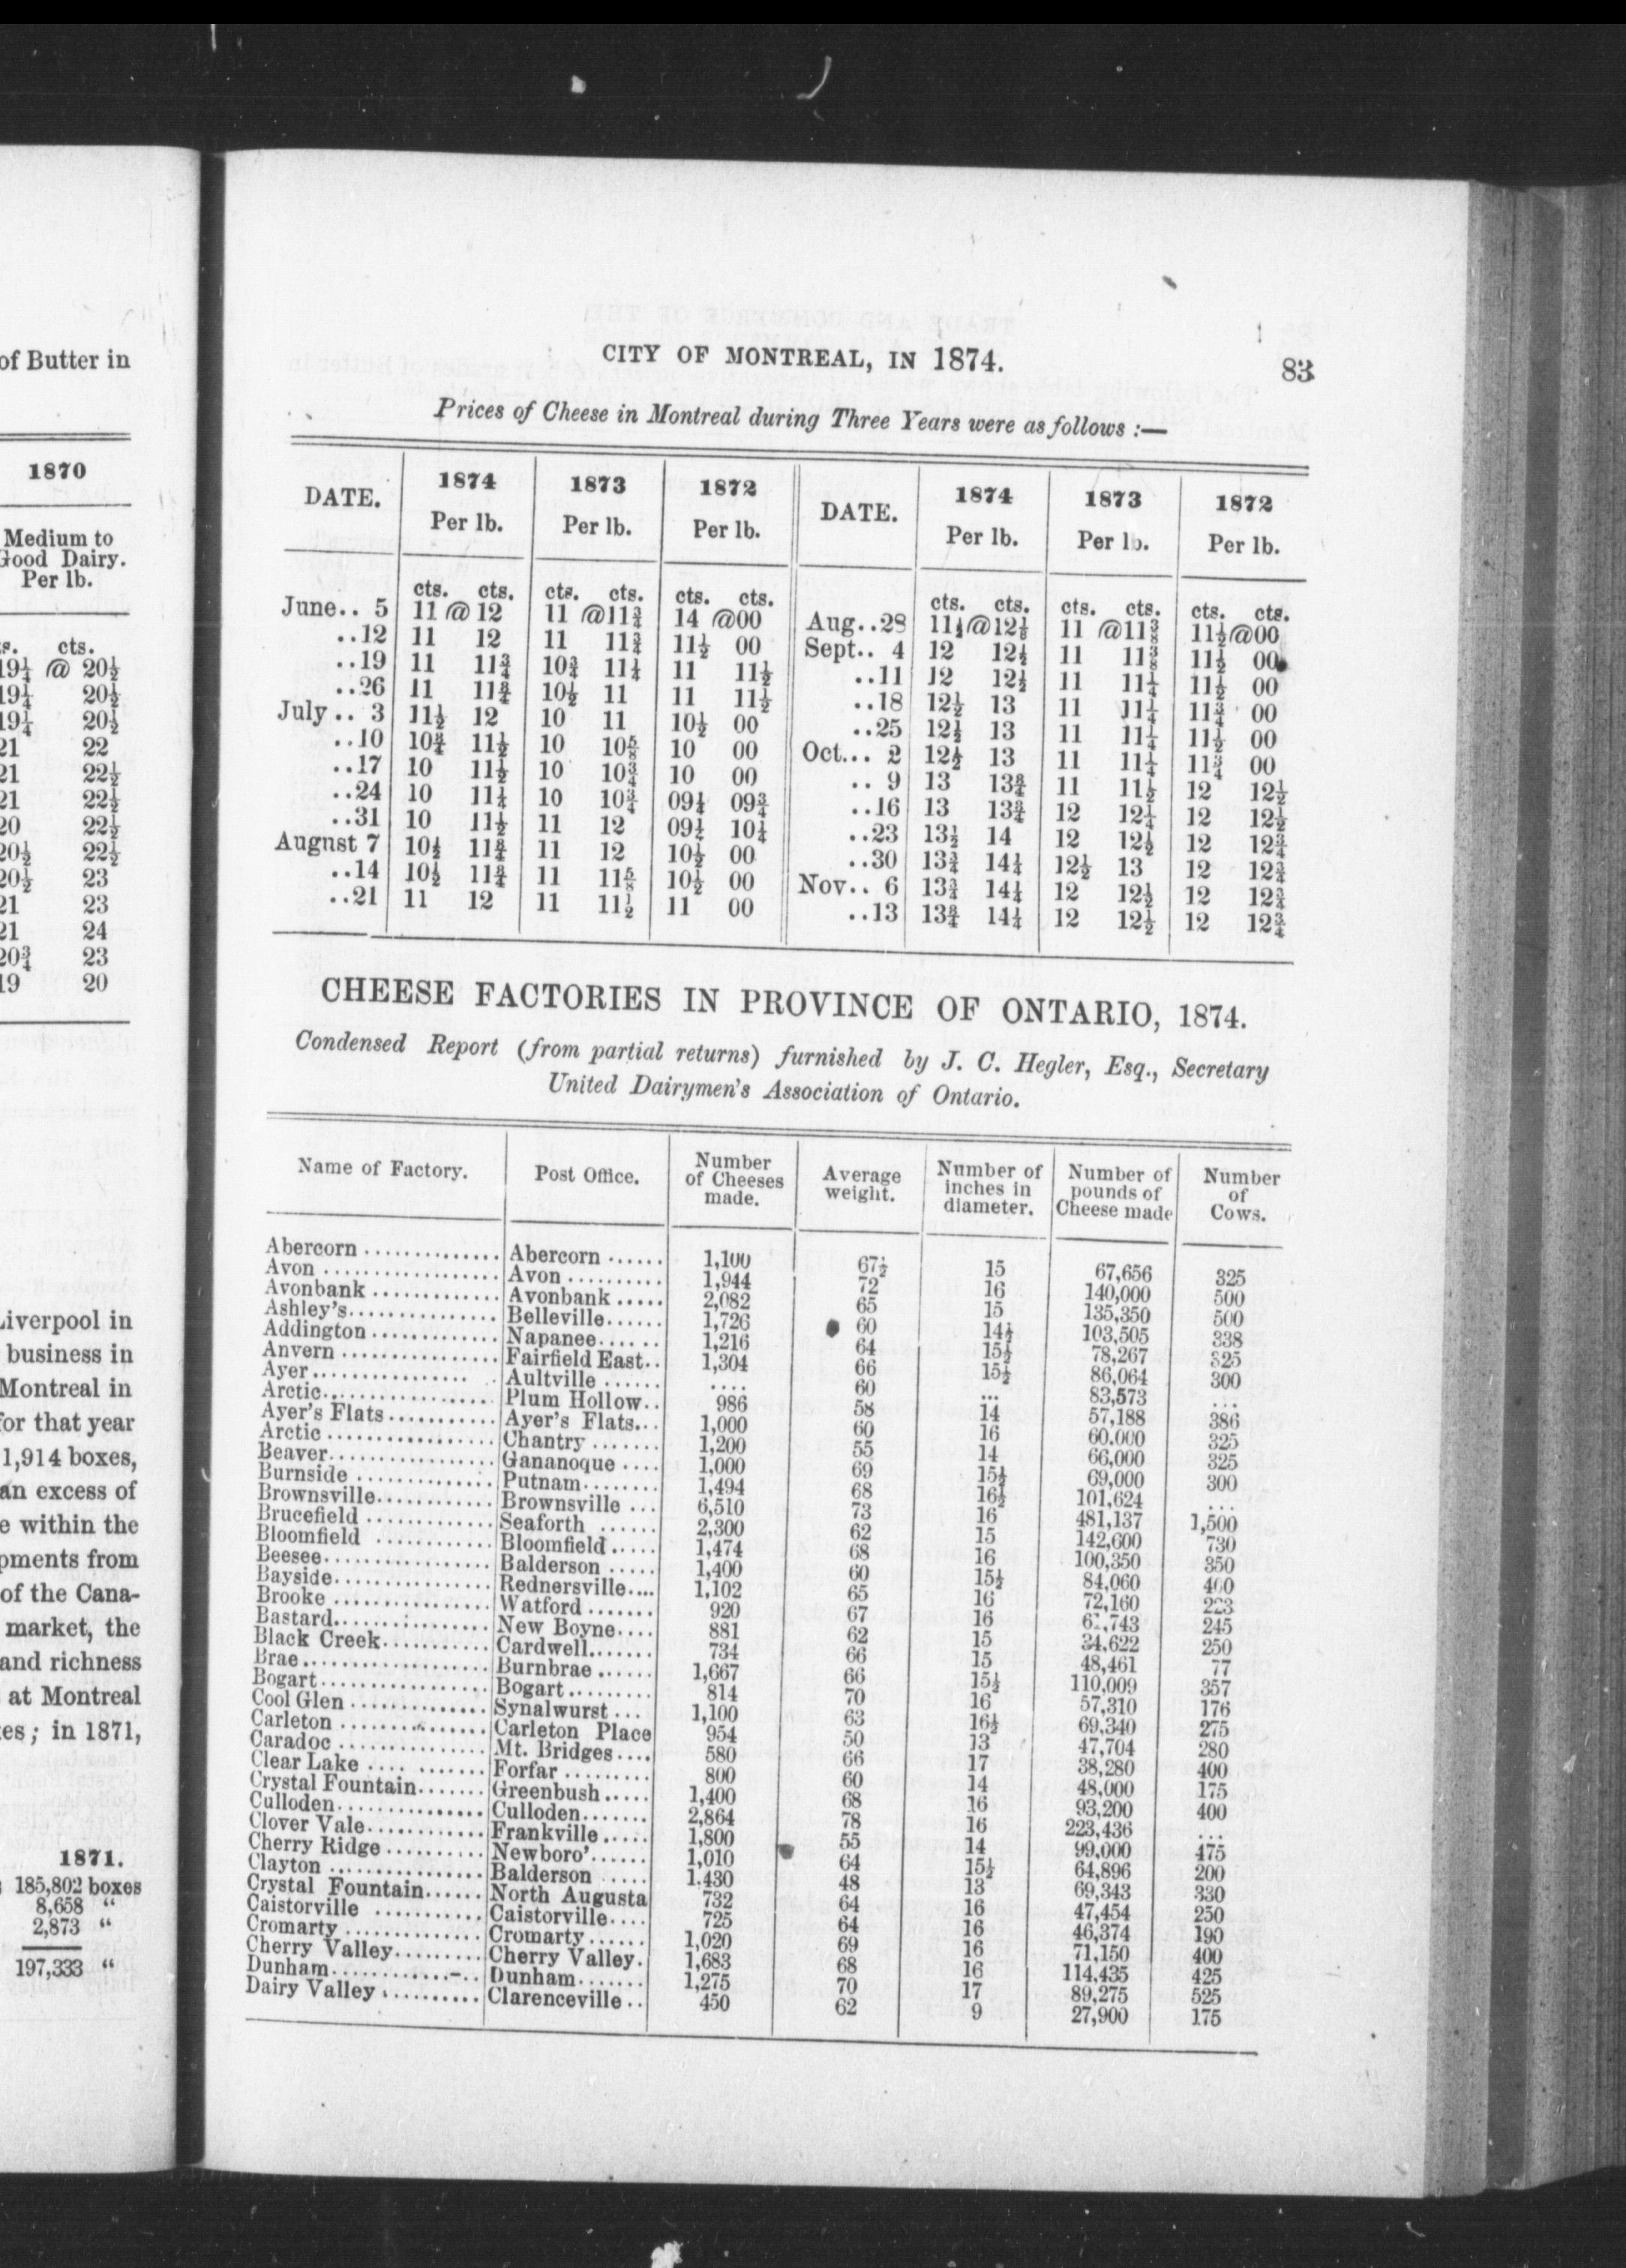 of Butter in
1870
Medium to
Good Dairy.
Per lb.
cts.
19¼ @ 20½
19¼ 20½
19¼ 20½
21 22
21 22½
21 22½
20 22½
20½ 22½
20½ 23
21 23
21 24
20¾ 23
19 20
Liverpool in
business in
Montreal in
for that year
1,914 boxes,
an excess of
e within the
pments from
of the Cana-
market, the
and richness
at Montreal
es; in 1871,
1871.
185,802 boxes
8,658 “
2,873 “
197,333 “
CITY OF MONTREAL, IN 1874. 83
Prices of Cheese in Montreal during Three Years were as follows :—
DATE. 1874 1873 1872 DATE. 1874 1873 1872
Per lb. Per lb. Per lb. Per lb. Per lb. Per lb.
cts. cts. cts. cts. cts. cts. cts. cts. cts. cts. cts. cts.
June.. 5 11 @ 12 11 @11¾ 14 @00 Aug..28 11¼@12⅛ 11 @11⅜ 11½@00
..12 11 12 11 11¾ 11½ 00 Sept.. 4 12 12½ 11 11⅜ 11½ 00
..19 11 11¾ 10¾ 11¼ 11 11½ ..11 12 12½ 11 11¼ 11½ 00
..26 11 11¾ 10½ 11 11 11½ ..18 12½ 13 11 11¼ 11¾ 00
July .. 3 11½ 12 10 11 10½ 00 ..25 12½ 13 11 11¼ 11½ 00
..10 10¾ 11½ 10 10⅝ 10 00 Oct... 2 12½ 13 11 11¼ 11¾ 00
..17 10 11½ 10 10¾ 10 00 .. 9 13 13¾ 11 11½ 12 12½
..24 10 11¼ 10 10¾ 09¼ 09¾ ..16 13 13¾ 12 12¼ 12 12½
..31 10 11½ 11 12 09¼ 10¼ ..23 13½ 14 12 12½ 12 12¾
August 7 10½ 11¾ 11 12 10½ 00 ..30 13¾ 14¼ 12½ 13 12 12¾
..14 10½ 11¾ 11 11⅝ 10½ 00 Nov.. 6 13¾ 14¼ 12 12½ 12 12¾
..21 11 12 11 11½ 11 00 ..13 13¾ 14¼ 12 12½ 12 12¾
CHEESE FACTORIES IN PROVINCE OF ONTARIO, 1874.
Condensed Report (from partial returns) furnished by J. C. Hegler, Esq., Secretary
United Dairymen's Association of Ontario.
Name of Factory. Post Office. Number of Cheeses made. Average weight. Number of inches in diameter. Number of pounds of Cheese made Number of Cows.
Abercorn .............. Abercorn ...... 1,100 67½ 15 67,656 325
Avon .................. Avon .......... 1,944 72 16 140,000 500
Avonbank ............. Avonbank ..... 2,082 65 15 135,350 500
Ashley's............... Belleville...... 1,726 60 14½ 103,505 338
Addington ............. Napanee....... 1,216 64 15½ 78,267 325
Anvern ................ Fairfield East.. 1,304 66 15½ 86,064 300
Ayer................ . Aultville ...... .... 60 ... 83,573 ...
Arctic.................. Plum Hollow.. 986 58 14 57,188 386
Ayer's Flats........... Ayer's Flats... 1,000 60 16 60.000 325
Arctic ................. Chantry ....... 1,200 55 14 66,000 325
Beaver................. Gananoque .... 1,000 69 15½ 69,000 300
Burnside .............. Putnam........ 1,494 68 16½ 101,624 ...
Brownsville............ Brownsville ... 6,510 73 16 481,137 1,500
Brucefield ............. Seaforth ...... 2,300 62 15 142,600 730
Bloomfield ............ Bloomfield ..... 1,474 68 16 100,350 350
Beesee................. Balderson ..... 1,400 60 15½ 84,060 400
Bayside................ Rednersville.... 1,102 65 16 72,160 223
Brooke ................ Watford ....... 920 67 16 61,743 245
Bastard................ New Boyne.... 881 62 15 34,622 250
Black Creek........... Cardwell....... 734 66 15 48,461 77
Brae................... Burnbrae ...... 1,667 66 15½ 110,009 357
Bogart................. Bogart......... 814 70 16 57,310 176
Cool Glen .............. Synalwurst ... 1,100 63 16½ 69,340 275
Carleton ............... Carleton Place 954 50 13 47,704 280
Caradoc ............... Mt. Bridges.... 580 66 17 38,280 400
Clear Lake .... ....... Forfar ......... 800 60 14 48,000 175
Crystal Fountain....... Greenbush..... 1,400 68 16 93,200 400
Culloden............... Culloden....... 2,864 78 16 223,436 ...
Clover Vale............ Frankville ..... 1,800 55 14 99,000 475
Cherry Ridge .......... Newboro'...... 1,010 64 15½ 64,896 200
Clayton ................ Balderson ..... 1.430 48 13 69,343 330
Crystal Fountain...... North Augusta 732 64 16 47,454 250
Caistorville ........... Caistorville.... 725 64 16 46,374 190
Cromarty .............. Cromarty...... 1,020 69 16 71,150 400
Cherry Valley......... Cherry Valley. 1,683 68 16 114,435 425
Dunham............-.. Dunham....... 1,275 70 17 89,275 525
Dairy Valley .......... Clarenceville .. 450 62 9 27,900 175